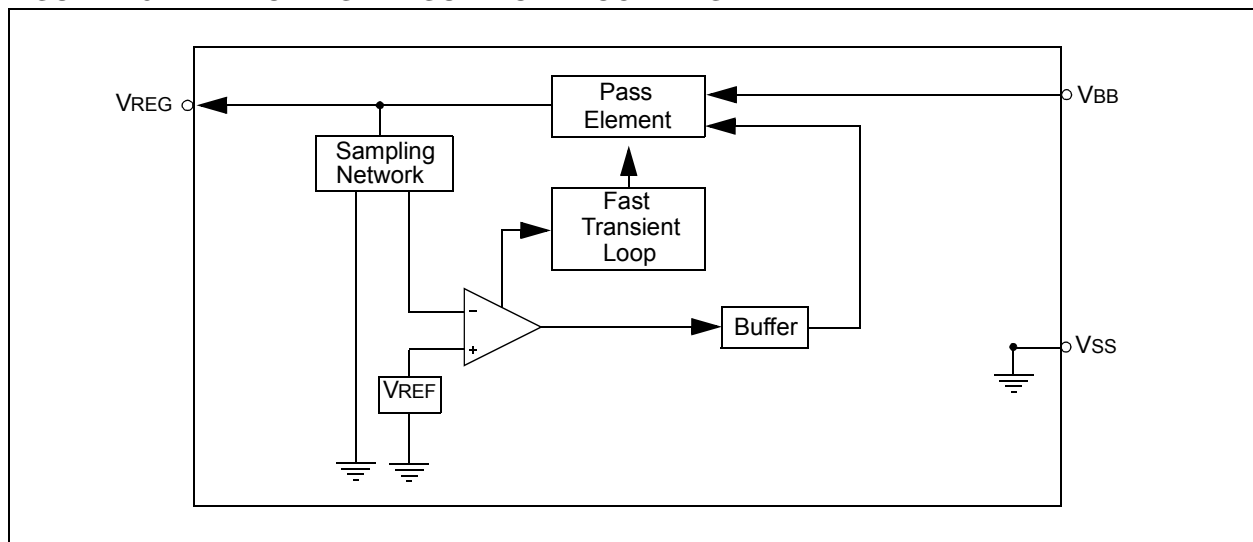 VREG
Pass
Element
VBB
Sampling
Network
Fast
Transient
Loop
-
+
Buffer
VSS
VREF